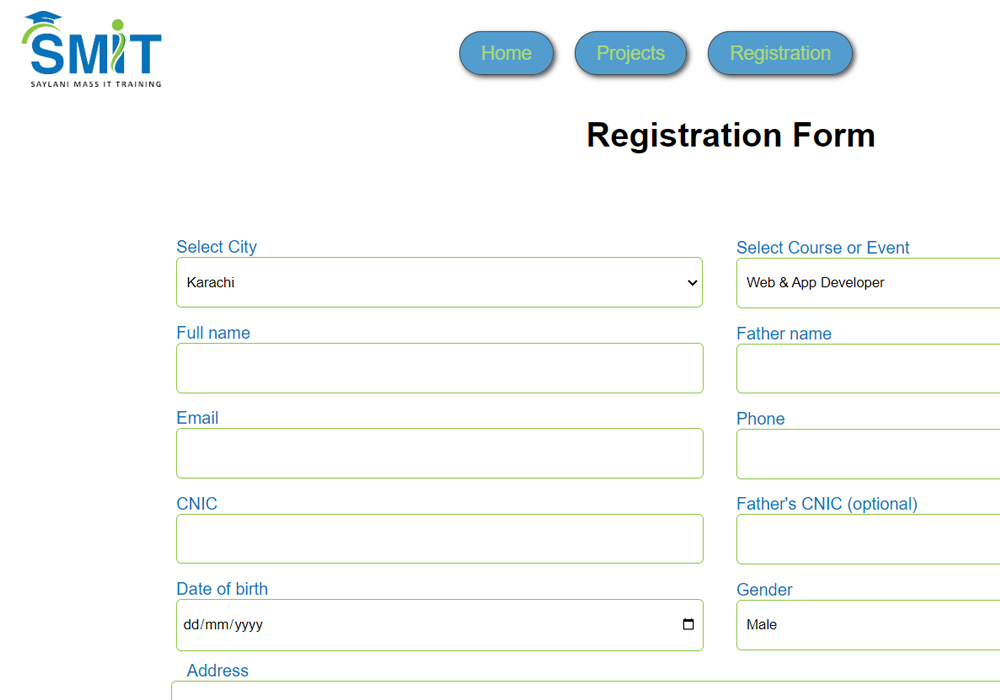 SMIT
SAYLANI MASS IT TRAINING
Home Projects Registration
Registration Form
Select City Select Course or Event
Karachi Web & App Developer
Full name Father name
Email Phone
CNIC Father's CNIC (optional)
Date of birth Gender
dd/mm/yyyy Male
Address